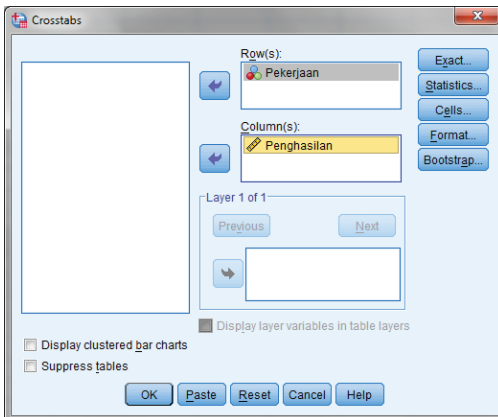 Crosstabs
Row(s):
Pekerjaan
Column(s):
Penghasilan
Layer 1 of 1
Previous
Next
Display layer variables in table layers
Exact...
Statistics...
Cells...
Format...
Bootstrap...
Display clustered bar charts
Suppress tables
OK Paste Reset Cancel Help